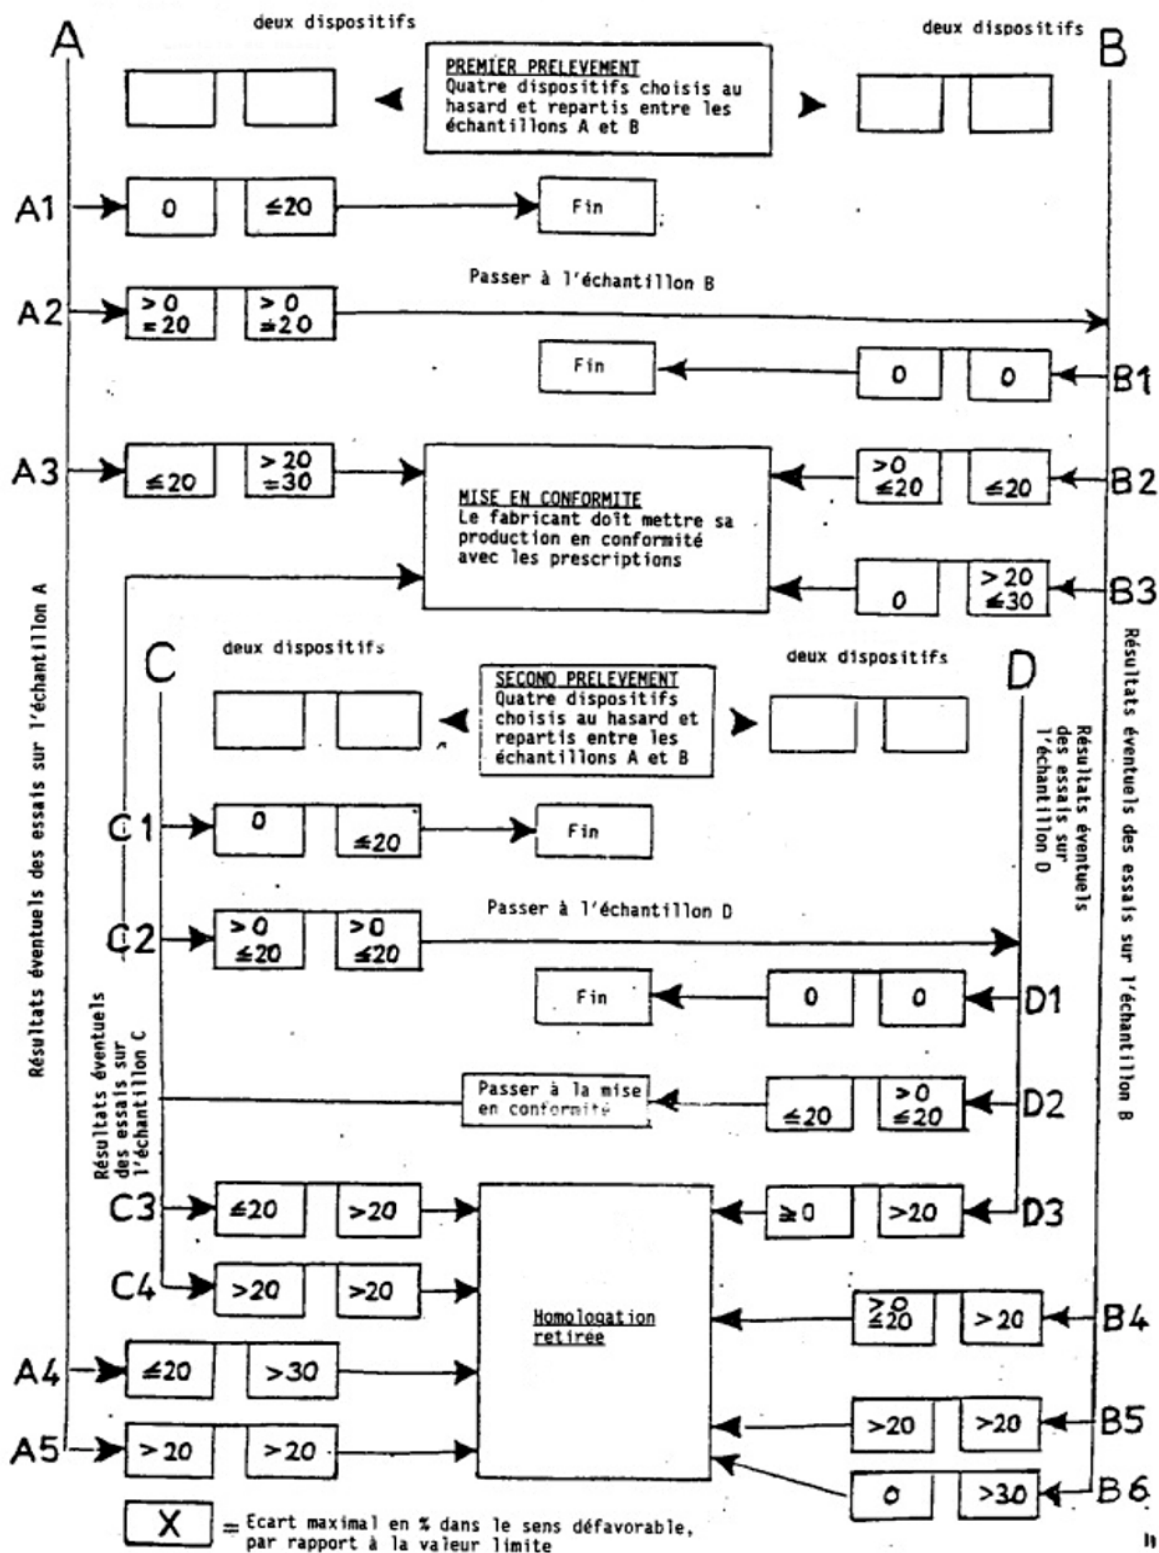 deux dispositifs
deux dispositifs
A
B
PREMIER PRELEVEMENT
Quatre dispositifs choisis au
hasard et repartis entre les
échantillons A et B
A1
0
≤20
Fin
Passer à l'échantillon B
A2
>0
=20
>0
≤20
Fin
0
0
B1
A3
≤20
>20
=30
MISE EN CONFORMITE
Le fabricant doit mettre sa
production en conformité
avec les prescriptions
>0
≤20
≤20
B2
0
>20
≤30
B3
Résultats éventuels des essais sur l'échantillon A
C
deux dispositifs
deux dispositifs
D
SECOND PRELEVEMENT
Quatre dispositifs
choisis au hasard et
repartis entre les
échantillons A et B
Résultats éventuels
des essais sur
l'échantillon D
Résultats éventuels des essais sur l'échantillon B
C1
0
≤20
Fin
Passer à l'échantillon D
C2
>0
≤20
>0
≤20
Fin
0
0
D1
Résultats éventuels
des essais sur
l'échantillon C
Passer à la mise
en conformité
≤20
>0
≤20
D2
C3
≤20
>20
0
>20
D3
C4
>20
>20
Homologation
retirée
>0
≤20
>20
B4
A4
≤20
>30
A5
>20
>20
>20
>20
B5
0
>30
B6
X
= Ecart maximal en % dans le sens défavorable,
par rapport à la valeur limite